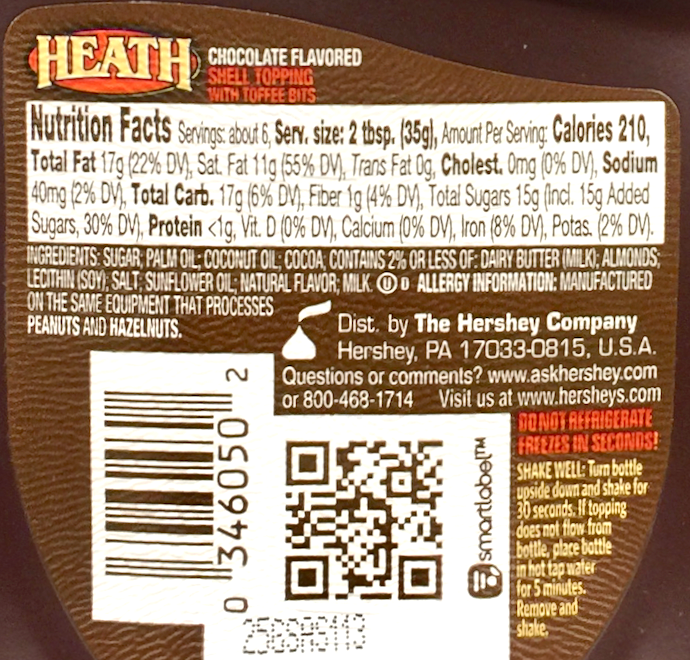 HEATH
CHOCOLATE FLAVORED
SHELL TOPPING
WITH TOFFEE BITS
Nutrition Facts Servings: about 6, Serv. size: 2 tbsp. (35g), Amount Per Serving: Calories 210,
Total Fat 17g (22% DV), Sat. Fat 11g (55% DV), Trans Fat 0g, Cholest. 0mg (0% DV), Sodium
40mg (2% DV), Total Carb. 17g (6% DV), Fiber 1g (4% DV), Total Sugars 15g (Incl. 15g Added
Sugars, 30% DV), Protein <1g, Vit. D (0% DV), Calcium (0% DV), Iron (8% DV), Potas. (2% DV).
INGREDIENTS: SUGAR; PALM OIL; COCONUT OIL; COCOA; CONTAINS 2% OR LESS OF: DAIRY BUTTER (MILK); ALMONDS;
LECITHIN (SOY); SALT; SUNFLOWER OIL; NATURAL FLAVOR; MILK. U D ALLERGY INFORMATION: MANUFACTURED
ON THE SAME EQUIPMENT THAT PROCESSES
PEANUTS AND HAZELNUTS.
Dist. by The Hershey Company
Hershey, PA 17033-0815, U.S.A.
Questions or comments? www.askhershey.com
or 800-468-1714 Visit us at www.hersheys.com
0 346050 2
smartlabel™
DO NOT REFRIGERATE
FREEZES IN SECONDS!
SHAKE WELL: Turn bottle
upside down and shake for
30 seconds. If topping
does not flow from
bottle, place bottle
in hot tap water
for 5 minutes.
Remove and
shake.